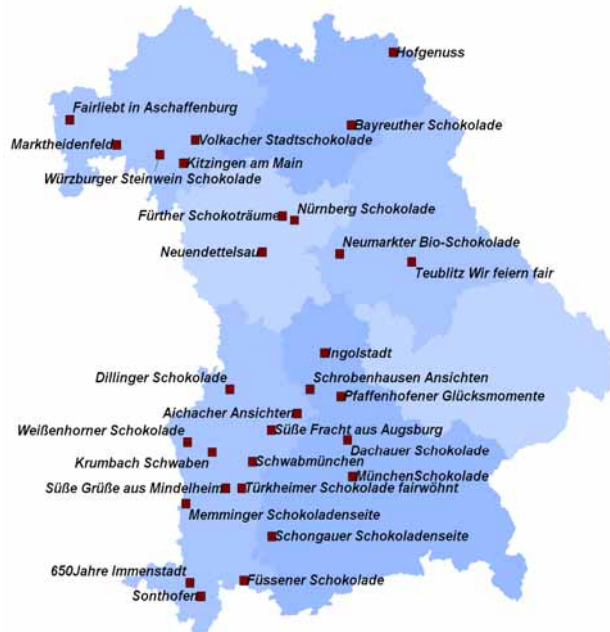 Hofgenuss
Fairliebt in Aschaffenburg
Bayreuther Schokolade
Volkacher Stadtschokolade
Marktheidenfeld
Kitzingen am Main
Würzburger Steinwein Schokolade
Nürnberg Schokolade
Fürther Schokoträume
Neumarkter Bio-Schokolade
Neuendettelsau
Teublitz Wir feiern fair
Ingolstadt
Dillinger Schokolade
Schrobenhausen Ansichten
Pfaffenhofener Glücksmomente
Aichacher Ansichten
Süße Fracht aus Augsburg
Weißenhorner Schokolade
Dachauer Schokolade
Krumbach Schwaben
Schwabmünchen
MünchenSchokolade
Süße Grüße aus Mindelheim
Türkheimer Schokolade fairwöhnt
Memminger Schokoladenseite
Schongauer Schokoladenseite
650Jahre Immenstadt
Füssener Schokolade
Sonthofen